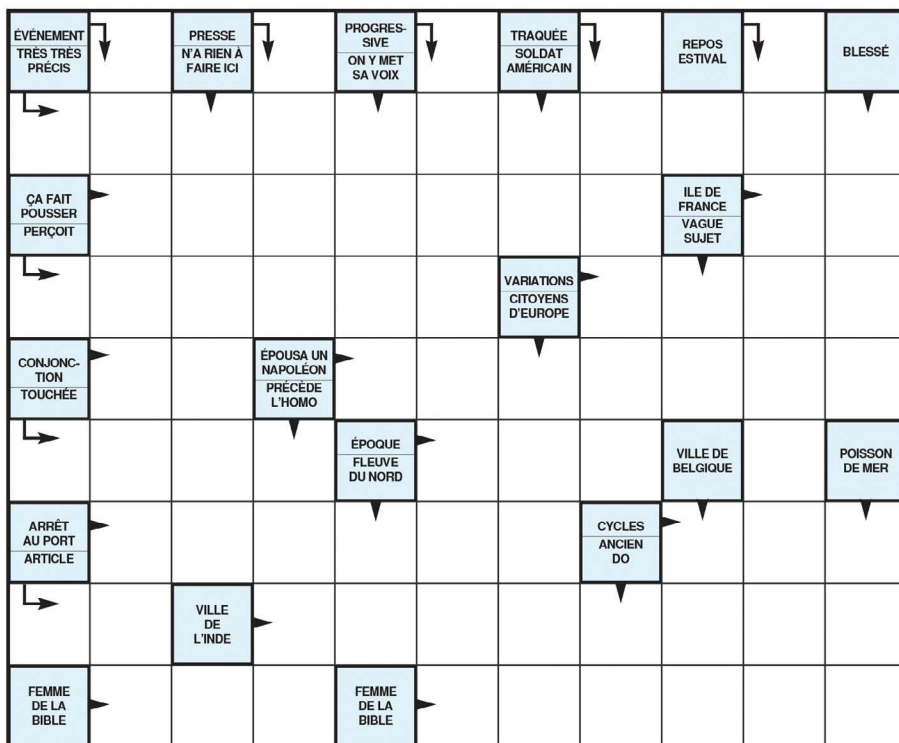 ÉVÉNEMENT
TRÈS TRÈS
PRÉCIS
PRESSE
N'A RIEN À
FAIRE ICI
PROGRES-
SIVE
ON Y MET
SA VOIX
TRAQUÉE
SOLDAT
AMÉRICAIN
REPOS
ESTIVAL
BLESSÉ
ÇA FAIT
POUSSER
PERÇOIT
ILE DE
FRANCE
VAGUE
SUJET
VARIATIONS
CITOYENS
D'EUROPE
CONJONC-
TION
TOUCHÉE
ÉPOUSA UN
NAPOLÉON
PRÉCÈDE
L'HOMO
ÉPOQUE
FLEUVE
DU NORD
VILLE DE
BELGIQUE
POISSON
DE MER
ARRÊT
AU PORT
ARTICLE
CYCLES
ANCIEN
DO
VILLE
DE
L'INDE
FEMME
DE LA
BIBLE
FEMME
DE LA
BIBLE